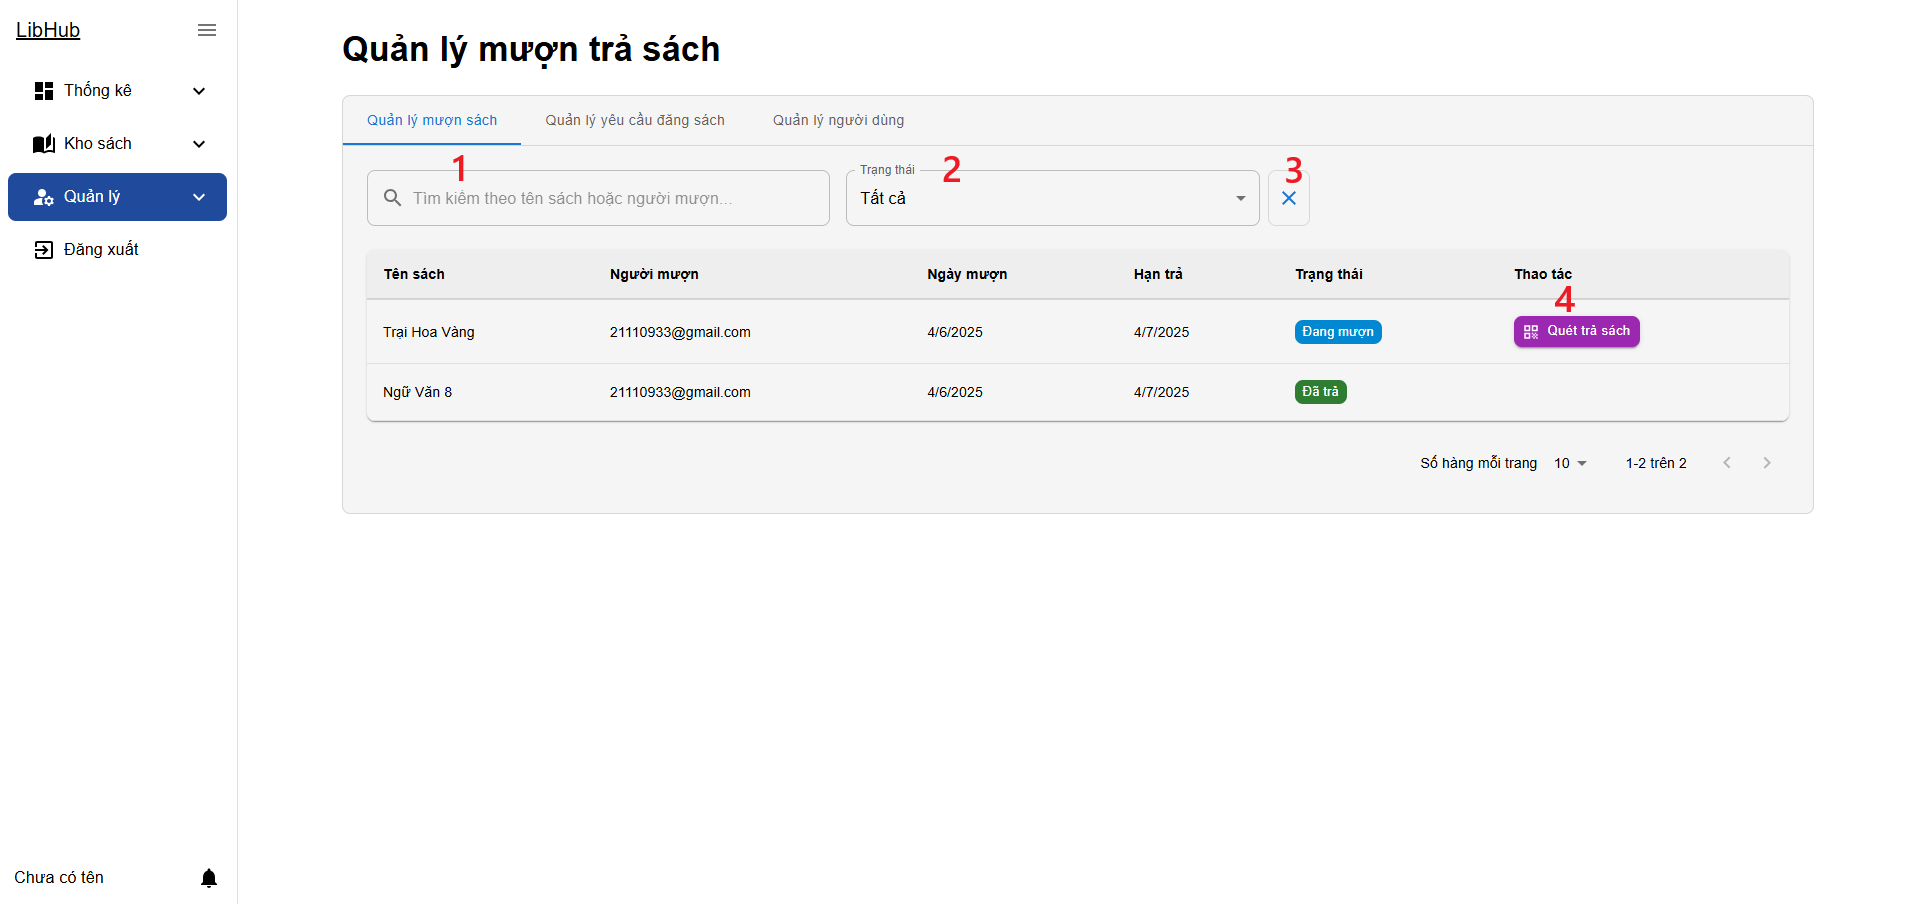 LibHub
Thống kê
Kho sách
Quản lý
Đăng xuất
Chưa có tên
Quản lý mượn trả sách
Quản lý mượn sách
Quản lý yêu cầu đăng sách
Quản lý người dùng
1
Tìm kiếm theo tên sách hoặc người mượn...
Trạng thái
2
Tất cả
3
Tên sách Người mượn Ngày mượn Hạn trả Trạng thái Thao tác
4
Trại Hoa Vàng 21110933@gmail.com 4/6/2025 4/7/2025 Đang mượn Quét trả sách
Ngữ Văn 8 21110933@gmail.com 4/6/2025 4/7/2025 Đã trả
Số hàng mỗi trang 10 1-2 trên 2